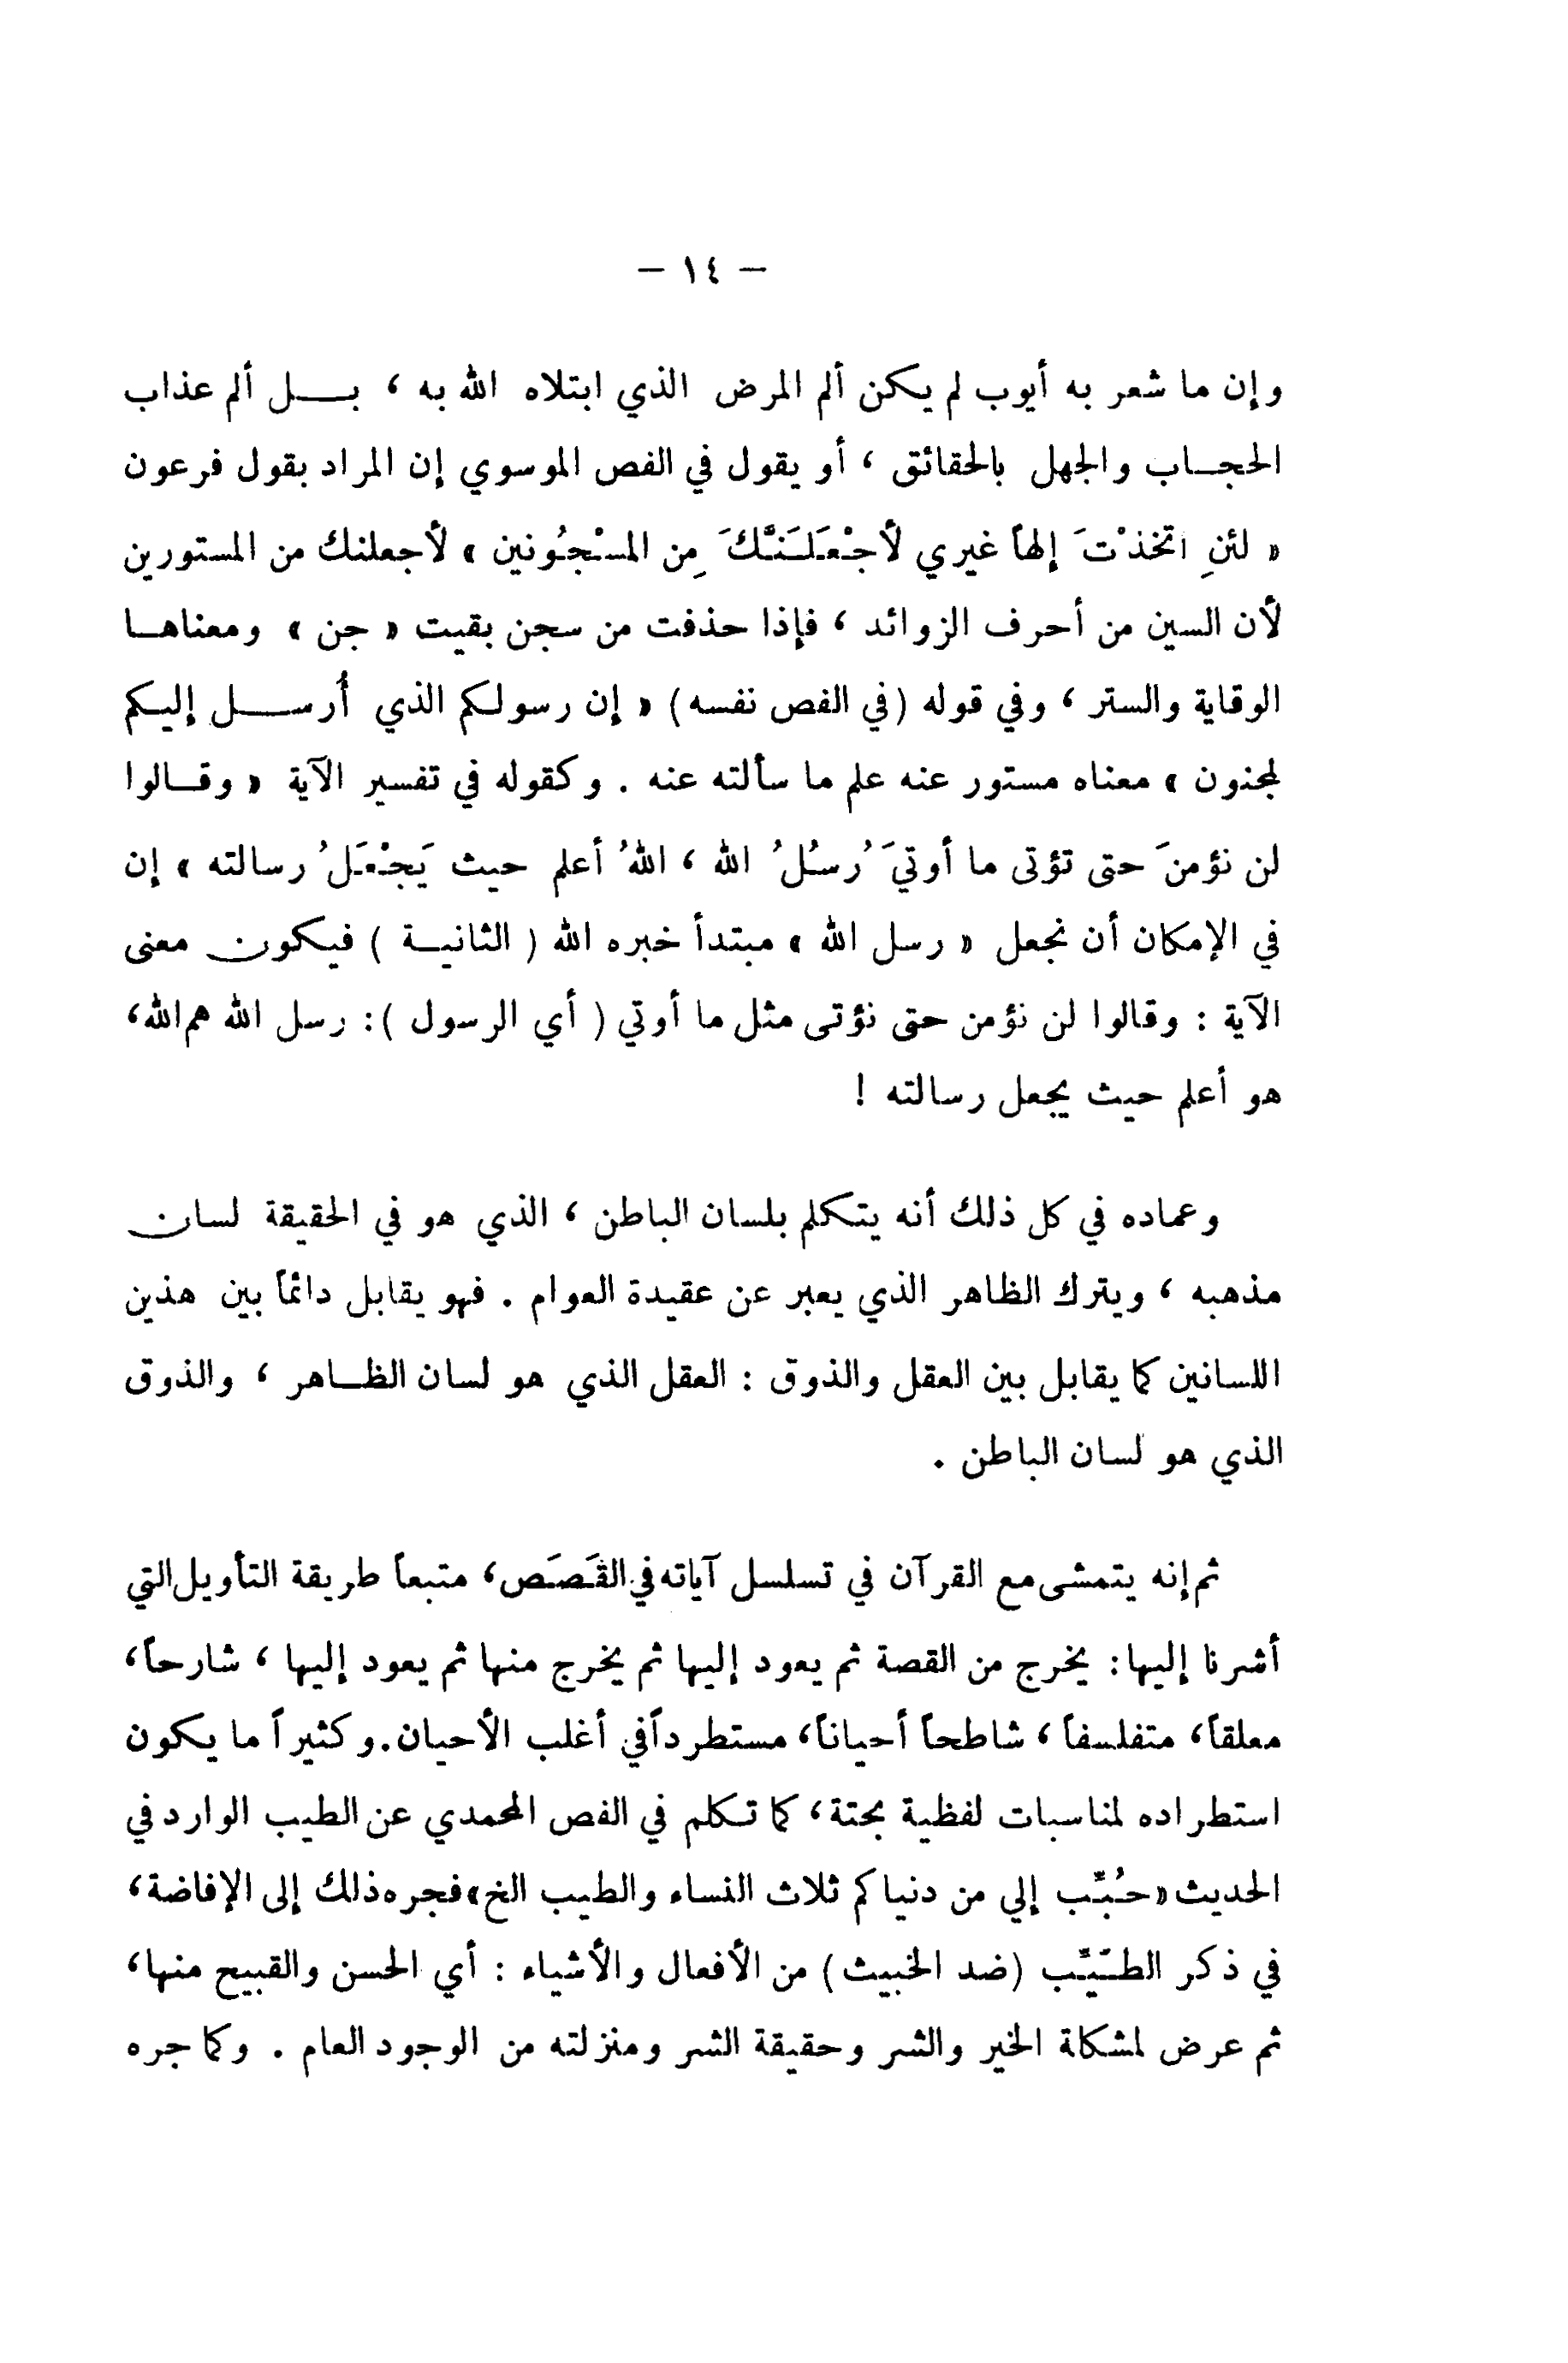 — ١٤ —
وإن ما شعر به أيوب لم يكن ألم المرض الذي ابتلاه الله به ، بـــل ألم عذاب
الحجـاب والجهل بالحقائق ، أو يقول في الفص الموسوي إن المراد بقول فرعون
« لئنِ اتخذْتَ إلهاً غيري لأجْعَلَنَّكَ مِن المسْجُونين » لأجعلنك من المستورين
لأن السين من أحرف الزوائد ، فإذا حذفت من سجن بقيت « جن » ومعناهـا
الوقاية والستر ، وفي قوله (في الفص نفسه) « إن رسولكم الذي أُرســـل إليكم
لمجنون » معناه مستور عنه علم ما سألته عنه . وكقوله في تفسير الآية « وقـالوا
لن نؤمنَ حتى تؤتى ما أوتيَ رُسُلُ الله ، اللهُ أعلم حيث يَجْعَلُ رسالته » إن
في الإمكان أن نجعل « رسل الله » مبتدأ خبره الله ( الثانيـة ) فيكون معنى
الآية : وقالوا لن نؤمن حتى نؤتى مثل ما أوتي ( أي الرسول ): رسل الله هم الله،
هو أعلم حيث يجعل رسالته !
وعماده في كل ذلك أنه يتكلم بلسان الباطن ، الذي هو في الحقيقة لسان
مذهبه ، ويترك الظاهر الذي يعبر عن عقيدة العوام . فهو يقابل دائماً بين هذين
اللسانين كما يقابل بين العقل والذوق : العقل الذي هو لسان الظـاهر ، والذوق
الذي هو لسان الباطن .
ثم إنه يتمشى مع القرآن في تسلسل آياته في القَصَص، متبعاً طريقة التأويل التي
أشرنا إليها: يخرج من القصة ثم يعود إليها ثم يخرج منها ثم يعود إليها ، شارحاً،
معلقاً، متفلسفاً ، شاطحاً أحياناً، مستطرداً في أغلب الأحيان. وكثيراً ما يكون
استطراده لمناسبات لفظية بحتة، كما تكلم في الفص المحمدي عن الطيب الوارد في
الحديث «حُبِّب إلي من دنياكم ثلاث النساء والطيب الخ» فجره ذلك إلى الإفاضة،
في ذكر الطيِّب (ضد الخبيث) من الأفعال والأشياء : أي الحسن والقبيح منها،
ثم عرض لمشكلة الخير والشر وحقيقة الشر ومنزلته من الوجود العام . وكما جره